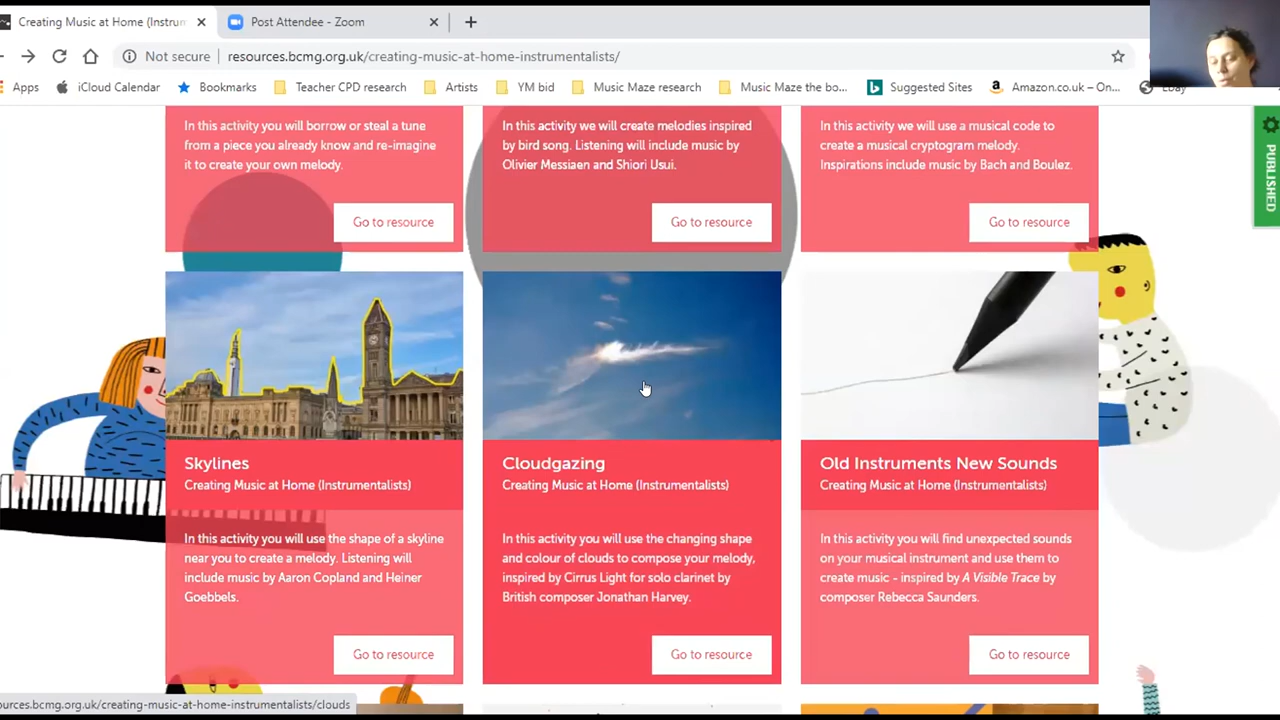 Creating Music at Home (Instrum
Post Attendee - Zoom
Not secure
resources.bcmg.org.uk/creating-music-at-home-instrumentalists/
Apps
iCloud Calendar
Bookmarks
Teacher CPD research
Artists
YM bid
Music Maze research
Music Maze the bo...
Suggested Sites
Amazon.co.uk – On...
Ebay
PUBLISHED
In this activity you will borrow or steal a tune
from a piece you already know and re-imagine
it to create your own melody.
Go to resource
In this activity we will create melodies inspired
by bird song. Listening will include music by
Olivier Messiaen and Shiori Usui.
Go to resource
In this activity we will use a musical code to
create a musical cryptogram melody.
Inspirations include music by Bach and Boulez.
Go to resource
Skylines
Creating Music at Home (Instrumentalists)
In this activity you will use the shape of a skyline
near you to create a melody. Listening will
include music by Aaron Copland and Heiner
Goebbels.
Go to resource
Cloudgazing
Creating Music at Home (Instrumentalists)
In this activity you will use the changing shape
and colour of clouds to compose your melody,
inspired by Cirrus Light for solo clarinet by
British composer Jonathan Harvey.
Go to resource
Old Instruments New Sounds
Creating Music at Home (Instrumentalists)
In this activity you will find unexpected sounds
on your musical instrument and use them to
create music - inspired by A Visible Trace by
composer Rebecca Saunders.
Go to resource
ources.bcmg.org.uk/creating-music-at-home-instrumentalists/clouds